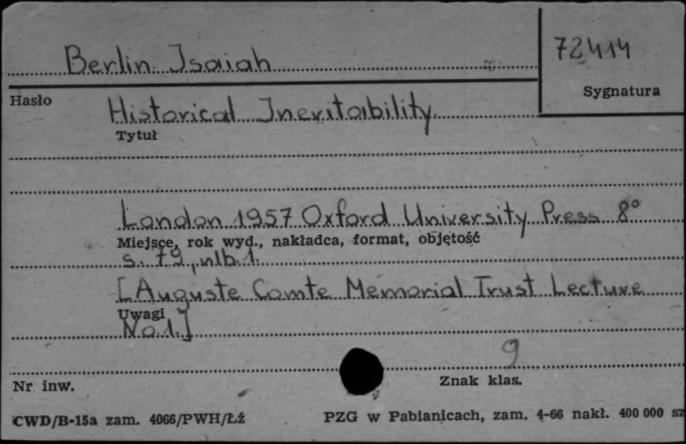 72414
Berlin Isaiah
Sygnatura
Hasło
Historical Inevitability
Tytuł
London 1957 Oxford University Press 8°
Miejsce, rok wyd., nakładca, format, objętość
s. 79, nlb 1.
[Auguste Comte Memorial Trust Lecture
Uwagi
No 1.]
9
Nr inw.
Znak klas.
CWD/B-15a zam. 4066/PWH/Łż
PZG w Pabianicach, zam. 4-66 nakł. 400 000 sz